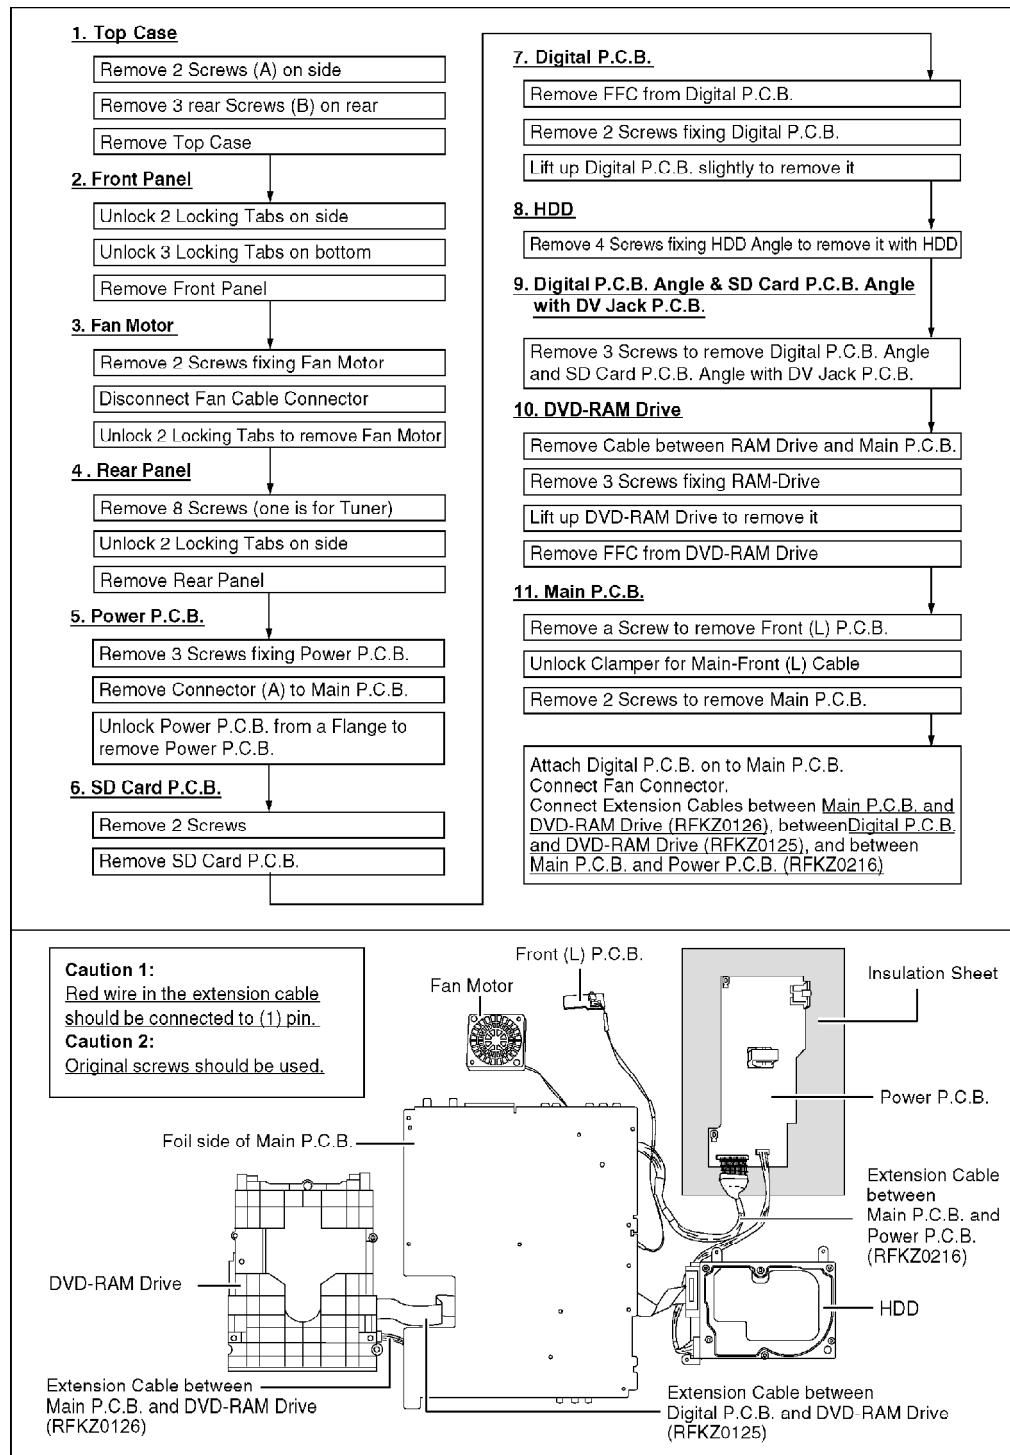 1. Top Case
Remove 2 Screws (A) on side
Remove 3 rear Screws (B) on rear
Remove Top Case
2. Front Panel
Unlock 2 Locking Tabs on side
Unlock 3 Locking Tabs on bottom
Remove Front Panel
3. Fan Motor
Remove 2 Screws fixing Fan Motor
Disconnect Fan Cable Connector
Unlock 2 Locking Tabs to remove Fan Motor
4 . Rear Panel
Remove 8 Screws (one is for Tuner)
Unlock 2 Locking Tabs on side
Remove Rear Panel
5. Power P.C.B.
Remove 3 Screws fixing Power P.C.B.
Remove Connector (A) to Main P.C.B.
Unlock Power P.C.B. from a Flange to
remove Power P.C.B.
6. SD Card P.C.B.
Remove 2 Screws
Remove SD Card P.C.B.
7. Digital P.C.B.
Remove FFC from Digital P.C.B.
Remove 2 Screws fixing Digital P.C.B.
Lift up Digital P.C.B. slightly to remove it
8. HDD
Remove 4 Screws fixing HDD Angle to remove it with HDD
9. Digital P.C.B. Angle & SD Card P.C.B. Angle
with DV Jack P.C.B.
Remove 3 Screws to remove Digital P.C.B. Angle
and SD Card P.C.B. Angle with DV Jack P.C.B.
10. DVD-RAM Drive
Remove Cable between RAM Drive and Main P.C.B.
Remove 3 Screws fixing RAM-Drive
Lift up DVD-RAM Drive to remove it
Remove FFC from DVD-RAM Drive
11. Main P.C.B.
Remove a Screw to remove Front (L) P.C.B.
Unlock Clamper for Main-Front (L) Cable
Remove 2 Screws to remove Main P.C.B.
Attach Digital P.C.B. on to Main P.C.B.
Connect Fan Connector.
Connect Extension Cables between Main P.C.B. and
DVD-RAM Drive (RFKZ0126), between Digital P.C.B.
and DVD-RAM Drive (RFKZ0125), and between
Main P.C.B. and Power P.C.B. (RFKZ0216)
Caution 1:
Red wire in the extension cable
should be connected to (1) pin.
Caution 2:
Original screws should be used.
Fan Motor
Front (L) P.C.B.
Insulation Sheet
Power P.C.B.
Foil side of Main P.C.B.
Extension Cable
between
Main P.C.B. and
Power P.C.B.
(RFKZ0216)
DVD-RAM Drive
HDD
Extension Cable between
Main P.C.B. and DVD-RAM Drive
(RFKZ0126)
Extension Cable between
Digital P.C.B. and DVD-RAM Drive
(RFKZ0125)